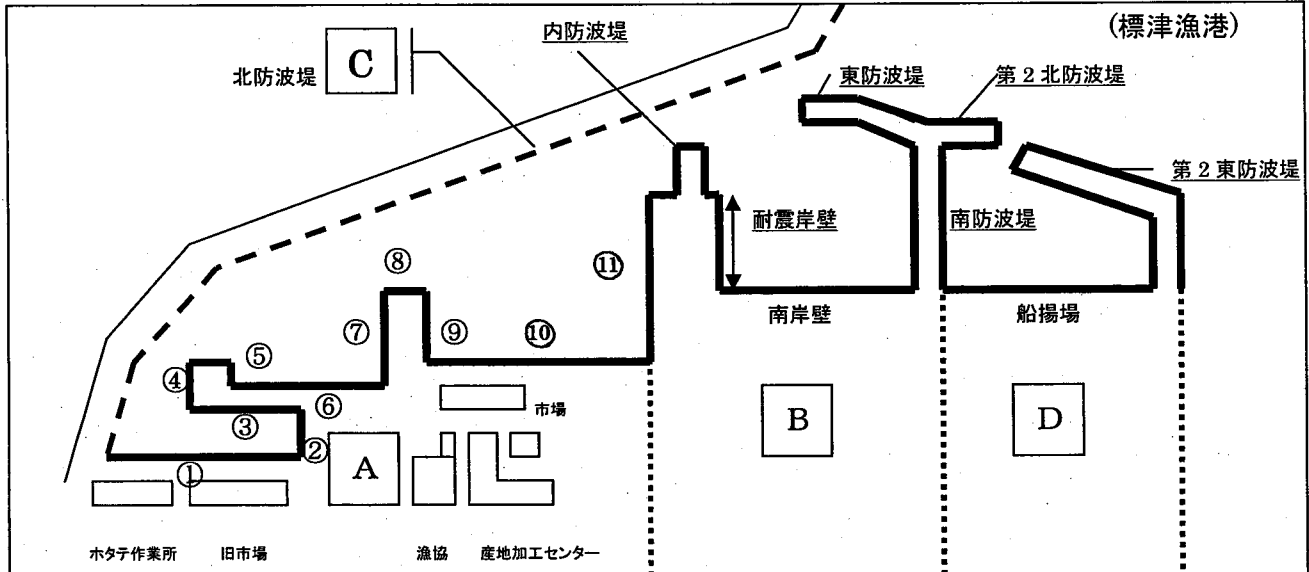 (標津漁港)
内防波堤
北防波堤
C
東防波堤
第2北防波堤
第2東防波堤
耐震岸壁
南防波堤
⑧
⑪
南岸壁
船揚場
⑦
⑨
⑩
⑤
④
⑥
③
市場
②
A
B
D
①
ホタテ作業所
旧市場
漁協
産地加工センター